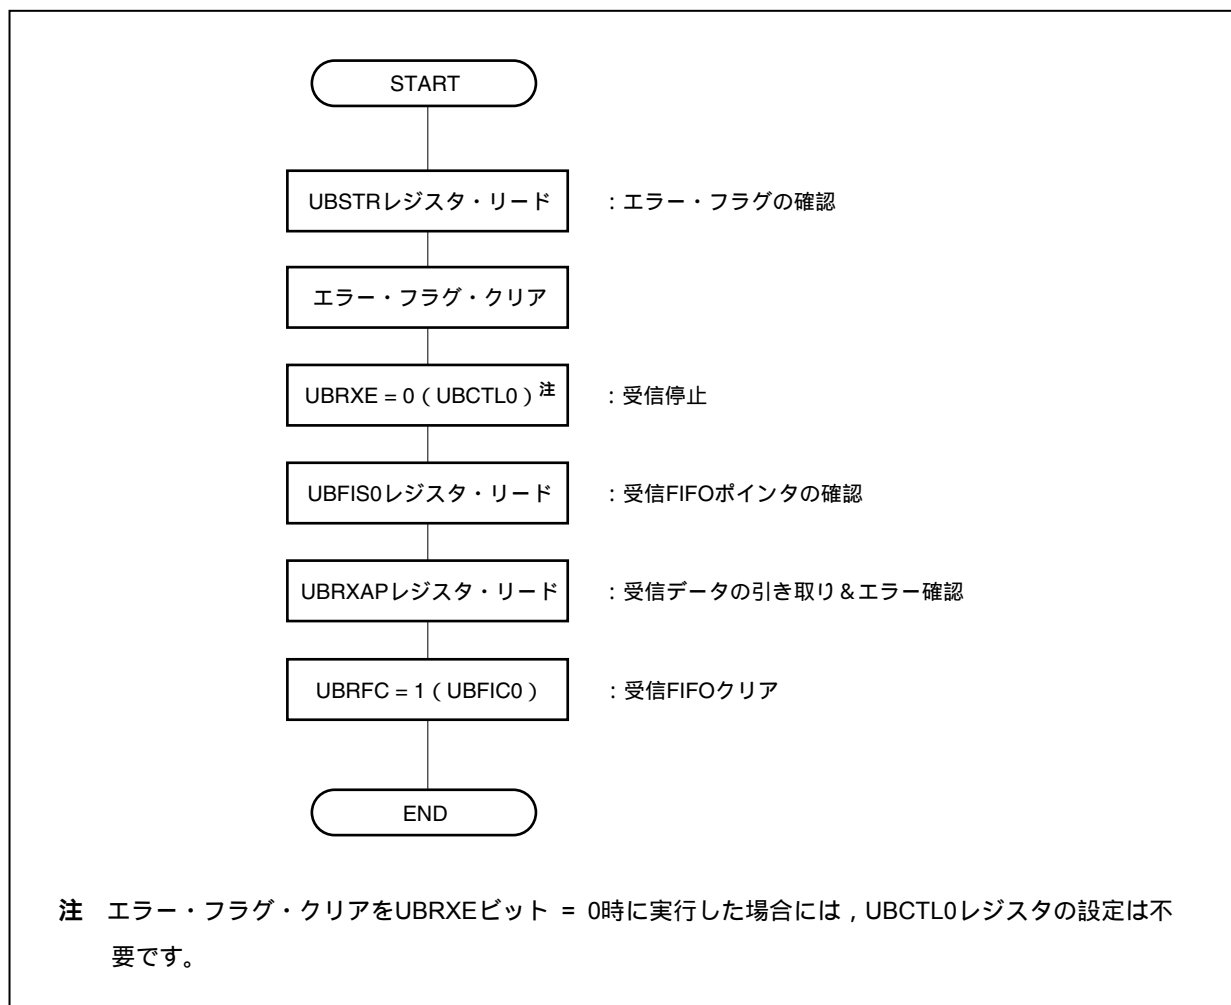 START
UBSTRレジスタ・リード :エラー・フラグの確認
エラー・フラグ・クリア
UBRXE = 0(UBCTL0)注 :受信停止
UBFIS0レジスタ・リード :受信FIFOポインタの確認
UBRXAPレジスタ・リード :受信データの引き取り&エラー確認
UBRFC = 1(UBFIC0) :受信FIFOクリア
END
注 エラー・フラグ・クリアをUBRXEビット = 0時に実行した場合には,UBCTL0レジスタの設定は不
要です。